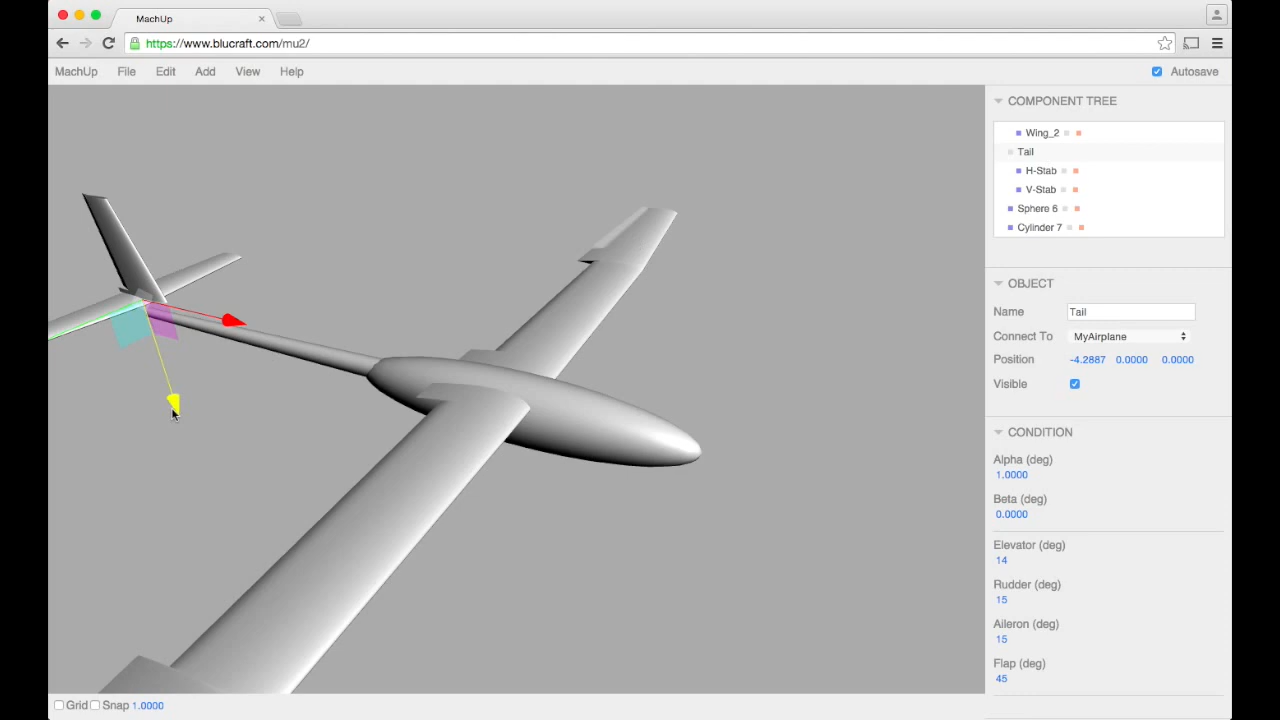 MachUp
https://www.blucraft.com/mu2/
MachUp File Edit Add View Help Autosave
COMPONENT TREE
Wing_2
Tail
H-Stab
V-Stab
Sphere 6
Cylinder 7
OBJECT
Name Tail
Connect To MyAirplane
Position -4.2887 0.0000 0.0000
Visible
CONDITION
Alpha (deg)
1.0000
Beta (deg)
0.0000
Elevator (deg)
14
Rudder (deg)
15
Aileron (deg)
15
Flap (deg)
45
Grid Snap 1.0000